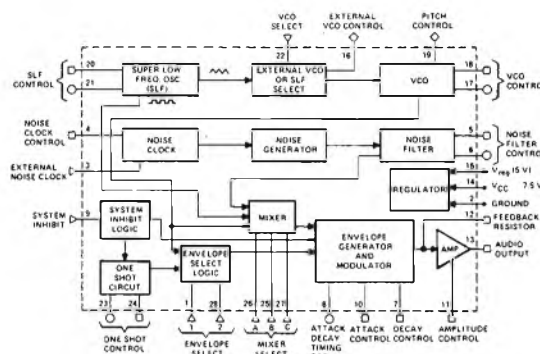 VCO SELECT
EXTERNAL VCO CONTROL
PITCH CONTROL
22
16
19
SLF CONTROL
20
21
SUPER LOW FREQ. OSC (SLF)
EXTERNAL VCO OR SLF SELECT
VCO
18
17
VCO CONTROL
NOISE CLOCK CONTROL
4
NOISE CLOCK
NOISE GENERATOR
NOISE FILTER
5
6
NOISE FILTER CONTROL
EXTERNAL NOISE CLOCK
3
REGULATOR
15
Vreg (5 V)
14
VCC 7.5 V
2
GROUND
SYSTEM INHIBIT
9
SYSTEM INHIBIT LOGIC
MIXER
ENVELOPE GENERATOR AND MODULATOR
12
FEEDBACK RESISTOR
AMP
13
AUDIO OUTPUT
ONE SHOT CIRCUT
ENVELOPE SELECT LOGIC
23
24
1
28
26
25
27
8
10
7
11
1
2
A
B
C
ONE SHOT CONTROL
ENVELOPE SELECT
MIXER SELECT
ATTACK DECAY TIMING
ATTACK CONTROL
DECAY CONTROL
AMPLITUDE CONTROL